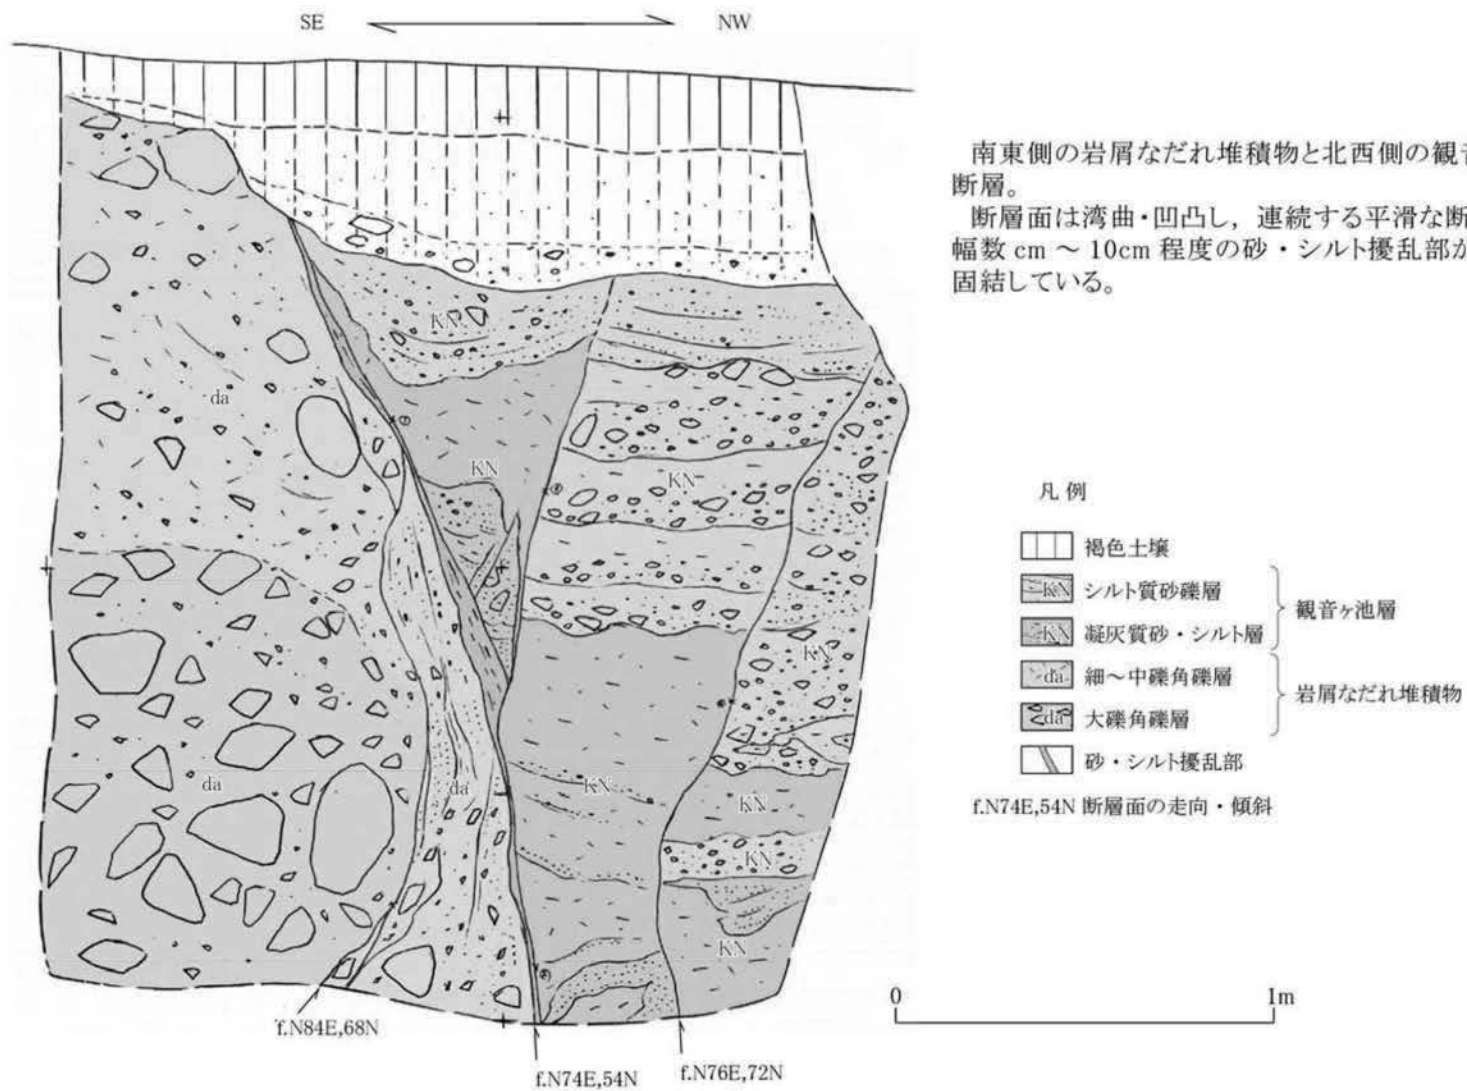 SE NW
南東側の岩屑なだれ堆積物と北西側の観音
断層。
断層面は湾曲・凹凸し，連続する平滑な断
幅数 cm ～ 10cm 程度の砂・シルト擾乱部が
固結している。
KN
da
KN
KN
KN
da
da
KN
KN
KN
KN
凡 例
褐色土壌
KN シルト質砂礫層
KN 凝灰質砂・シルト層
観音ヶ池層
da 細～中礫角礫層
da 大礫角礫層
岩屑なだれ堆積物
砂・シルト擾乱部
f.N74E,54N 断層面の走向・傾斜
0 1m
f.N84E,68N
f.N74E,54N
f.N76E,72N